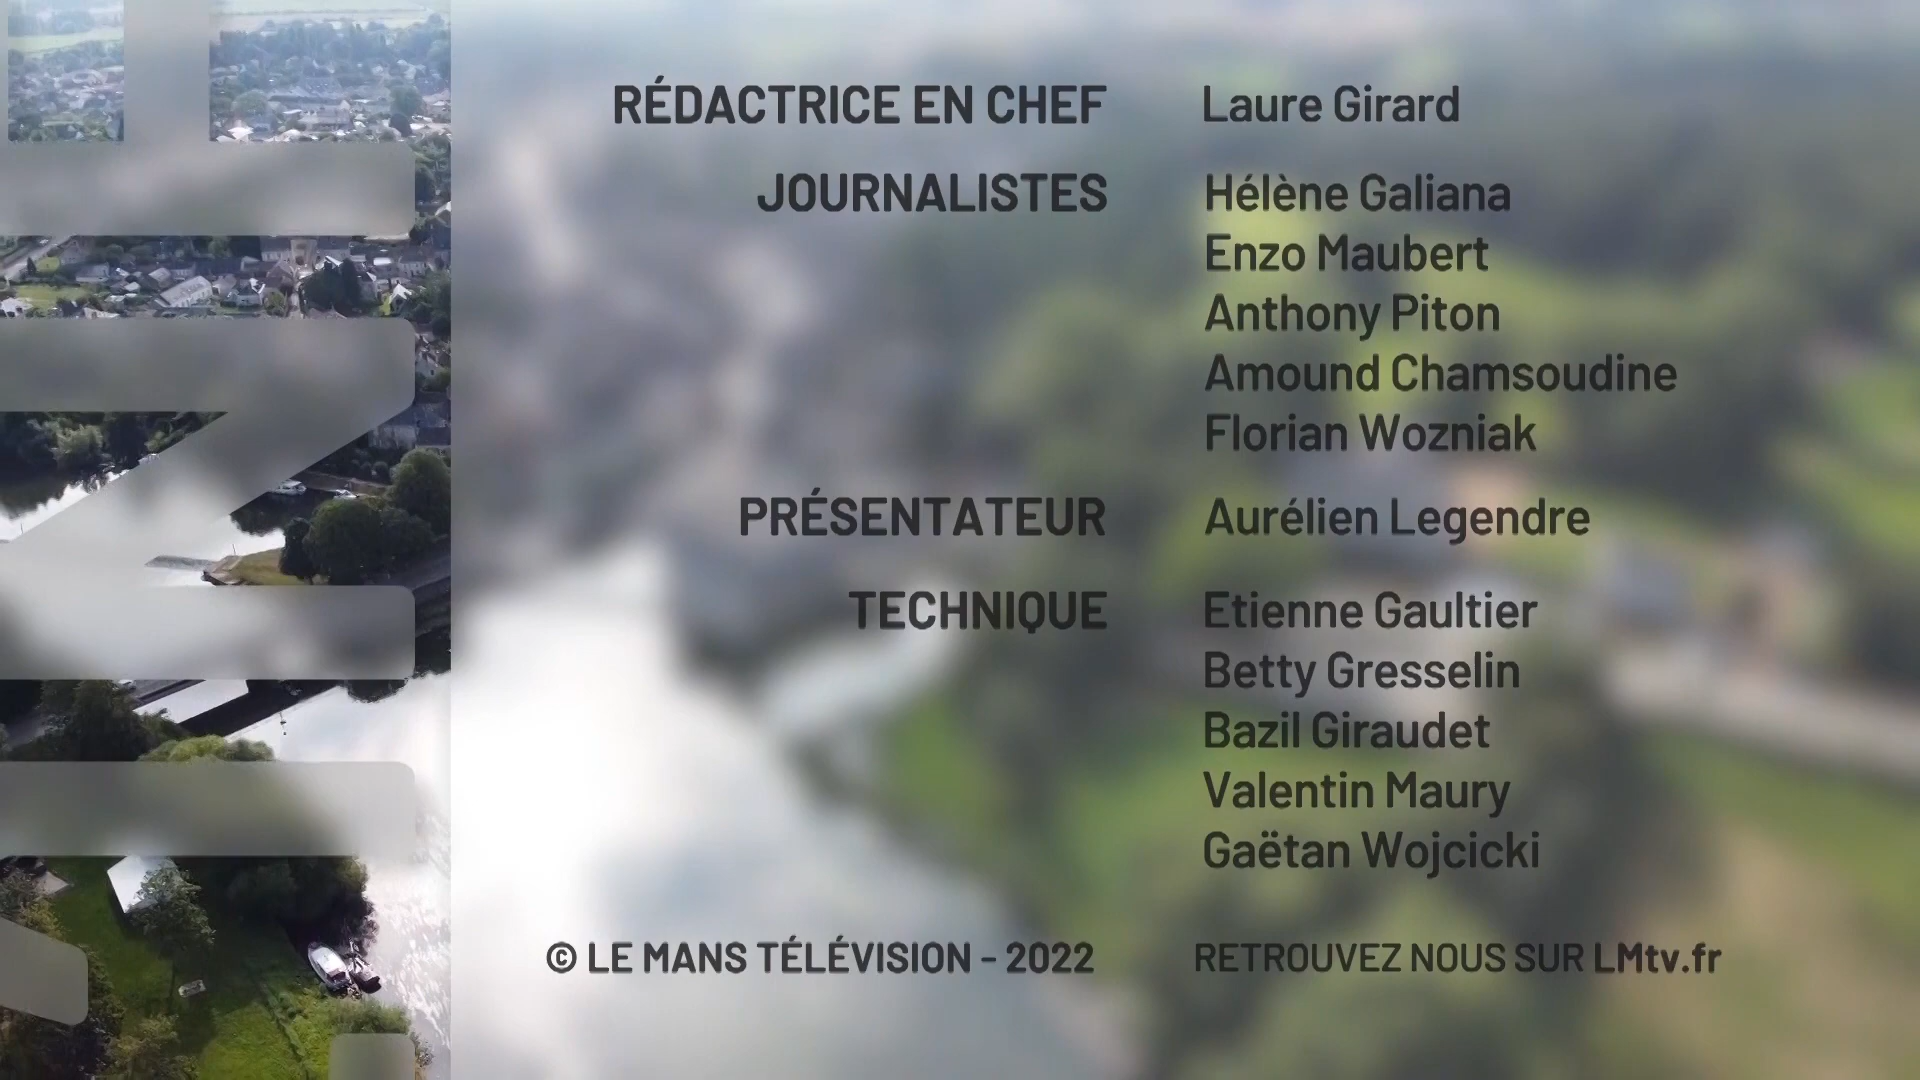 RÉDACTRICE EN CHEF Laure Girard
JOURNALISTES Hélène Galiana
Enzo Maubert
Anthony Piton
Amound Chamsoudine
Florian Wozniak
PRÉSENTATEUR Aurélien Legendre
TECHNIQUE Etienne Gaultier
Betty Gresselin
Bazil Giraudet
Valentin Maury
Gaëtan Wojcicki
© LE MANS TÉLÉVISION - 2022 RETROUVEZ NOUS SUR LMtv.fr